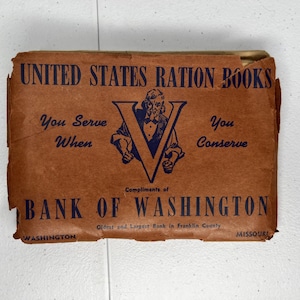 UNITED STATES RATION BOOKS
You Serve
When
V
You
Conserve
Compliments of
BANK OF WASHINGTON
Oldest and Largest Bank in Franklin County
WASHINGTON
MISSOURI